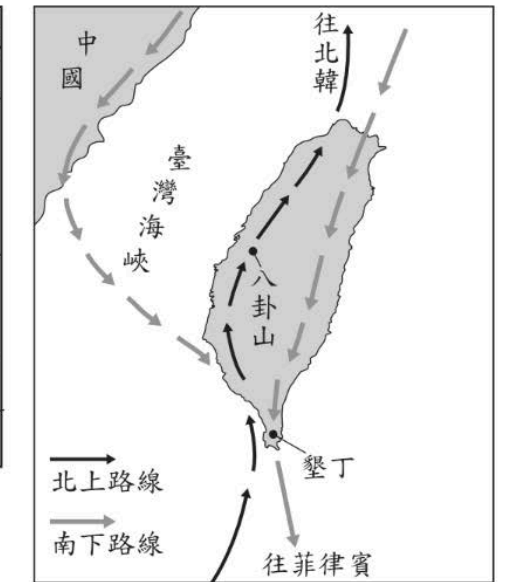 中國
往北韓
臺灣海峽
八卦山
墾丁
北上路線
南下路線
往菲律賓